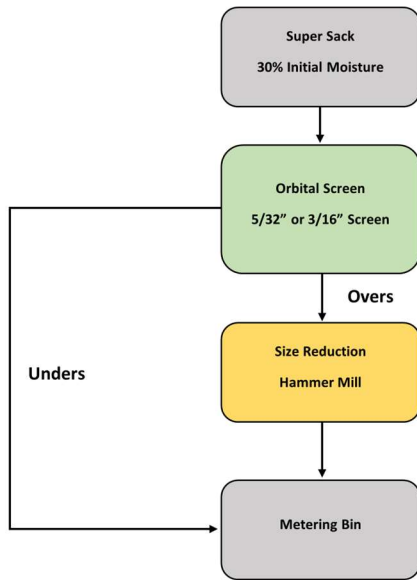 Super Sack
30% Initial Moisture
Orbital Screen
5/32” or 3/16” Screen
Overs
Size Reduction
Hammer Mill
Unders
Metering Bin